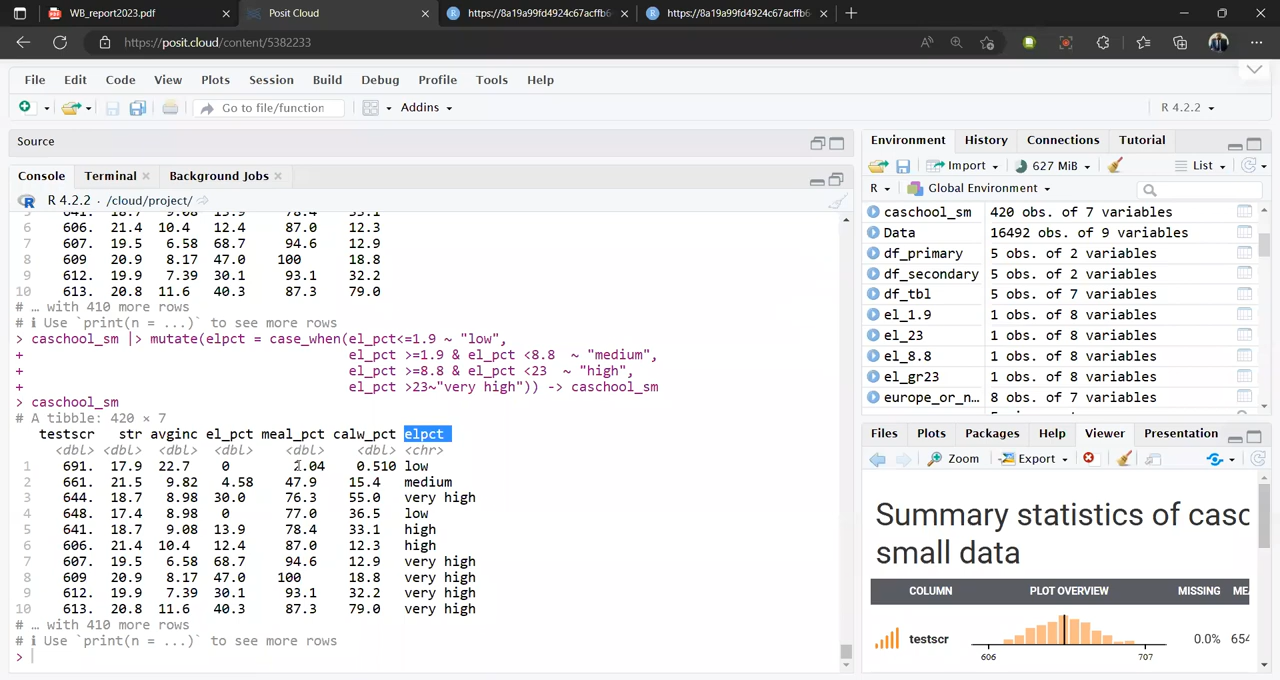 WB_report2023.pdf
Posit Cloud
https://8a19a99fd4924c67acffb6
https://8a19a99fd4924c67acffb6
https://posit.cloud/content/5382233
File Edit Code View Plots Session Build Debug Profile Tools Help
Go to file/function
Addins
R 4.2.2
Source
Console Terminal Background Jobs
R 4.2.2 · /cloud/project/
5 641. 18.7 9.08 13.9 78.4 33.1
6 606. 21.4 10.4 12.4 87.0 12.3
7 607. 19.5 6.58 68.7 94.6 12.9
8 609 20.9 8.17 47.0 100 18.8
9 612. 19.9 7.39 30.1 93.1 32.2
10 613. 20.8 11.6 40.3 87.3 79.0
# … with 410 more rows
# ℹ Use `print(n = ...)` to see more rows
> caschool_sm |> mutate(elpct = case_when(el_pct<=1.9 ~ "low",
+ el_pct >=1.9 & el_pct <8.8 ~ "medium",
+ el_pct >=8.8 & el_pct <23 ~ "high",
+ el_pct >23~"very high")) -> caschool_sm
> caschool_sm
# A tibble: 420 × 7
testscr str avginc el_pct meal_pct calw_pct elpct
<dbl> <dbl> <dbl> <dbl> <dbl> <dbl> <chr>
1 691. 17.9 22.7 0 2.04 0.510 low
2 661. 21.5 9.82 4.58 47.9 15.4 medium
3 644. 18.7 8.98 30.0 76.3 55.0 very high
4 648. 17.4 8.98 0 77.0 36.5 low
5 641. 18.7 9.08 13.9 78.4 33.1 high
6 606. 21.4 10.4 12.4 87.0 12.3 high
7 607. 19.5 6.58 68.7 94.6 12.9 very high
8 609 20.9 8.17 47.0 100 18.8 very high
9 612. 19.9 7.39 30.1 93.1 32.2 very high
10 613. 20.8 11.6 40.3 87.3 79.0 very high
# … with 410 more rows
# ℹ Use `print(n = ...)` to see more rows
>
Environment History Connections Tutorial
Import 627 MiB List
R Global Environment
caschool_sm 420 obs. of 7 variables
Data 16492 obs. of 9 variables
df_primary 5 obs. of 2 variables
df_secondary 5 obs. of 2 variables
df_tbl 5 obs. of 7 variables
el_1.9 1 obs. of 8 variables
el_23 1 obs. of 8 variables
el_8.8 1 obs. of 8 variables
el_gr23 1 obs. of 8 variables
europe_or_n… 8 obs. of 7 variables
Files Plots Packages Help Viewer Presentation
Zoom Export
Summary statistics of casc
small data
COLUMN PLOT OVERVIEW MISSING MEA
testscr 0.0% 654
606 707